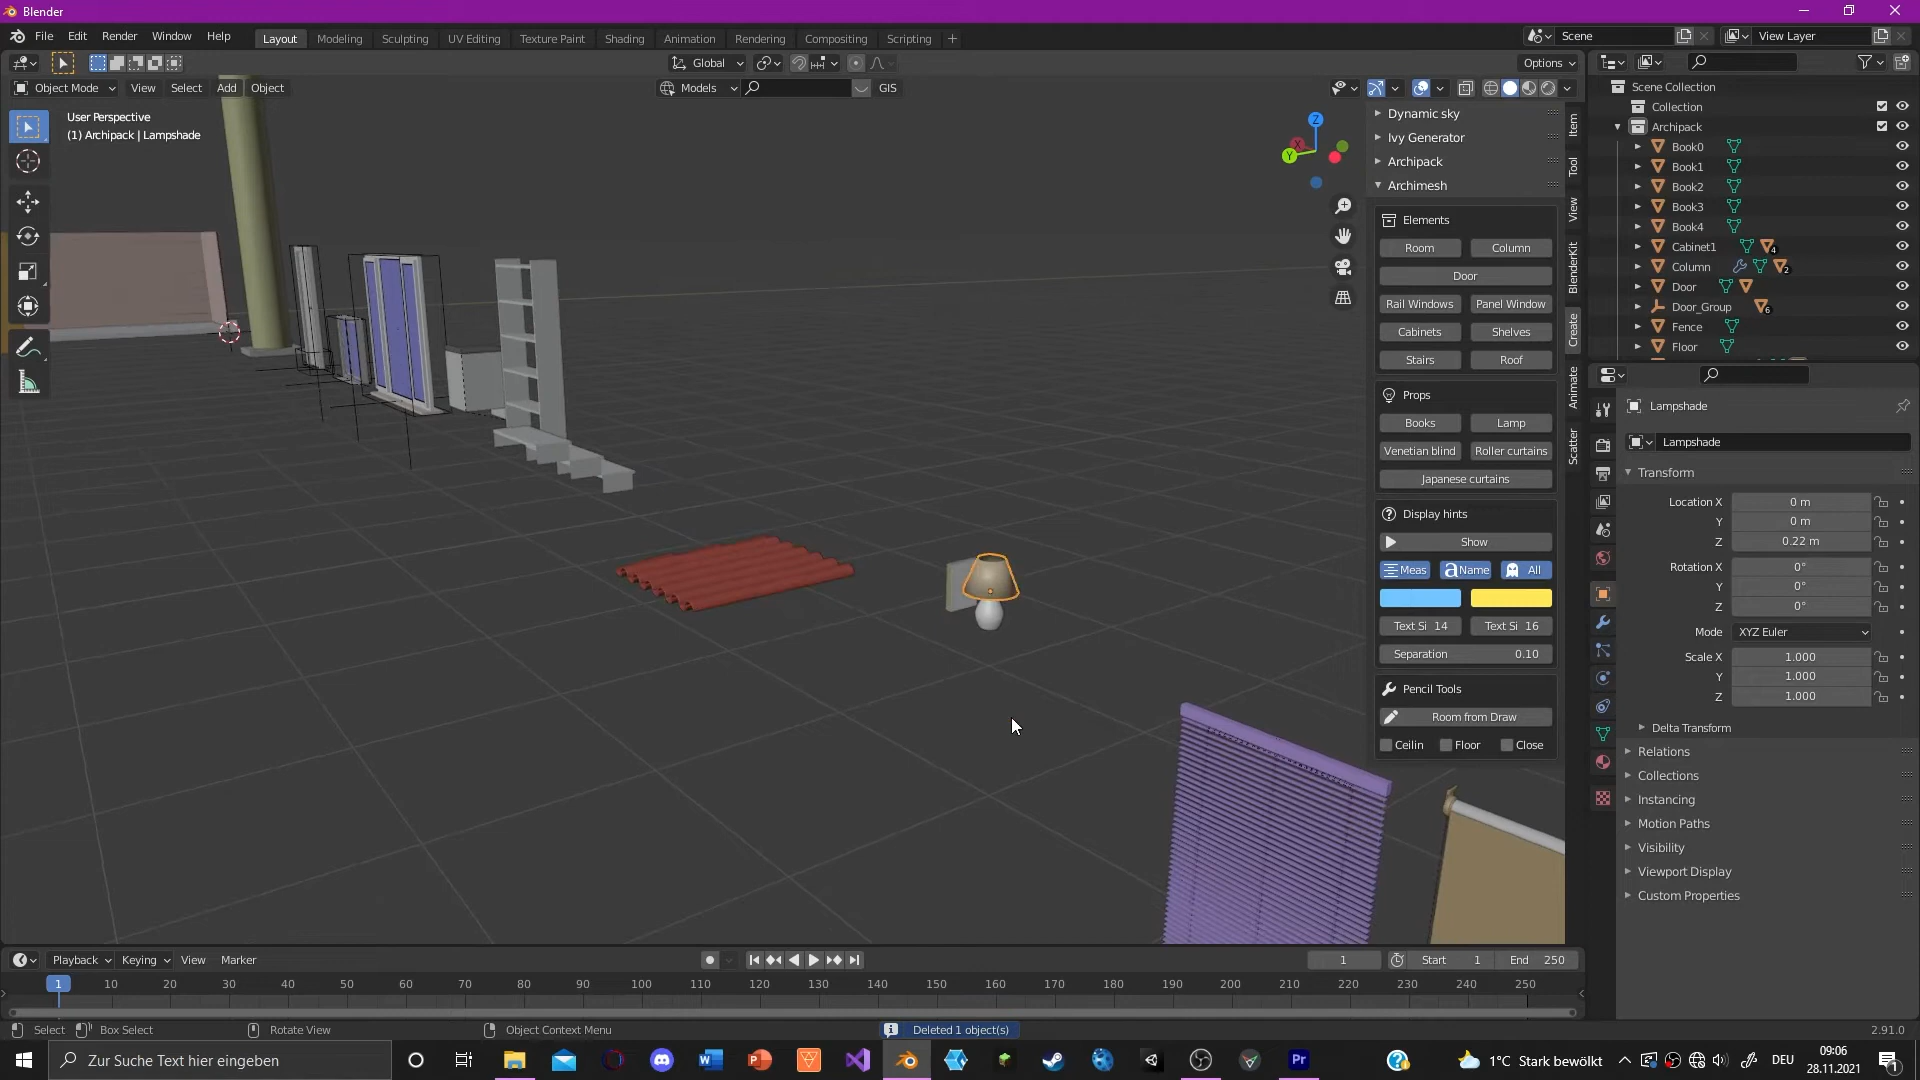 Blender
File Edit Render Window Help
Layout Modeling Sculpting UV Editing Texture Paint Shading Animation Rendering Compositing Scripting
Scene View Layer
Global Options
Object Mode View Select Add Object Models GIS
User Perspective
(1) Archipack | Lampshade
Z
X
Y
Dynamic sky
Ivy Generator
Archipack
Archimesh
Elements
Room Column
Door
Rail Windows Panel Window
Cabinets Shelves
Stairs Roof
Props
Books Lamp
Venetian blind Roller curtains
Japanese curtains
Display hints
Show
Meas Name All
Text Si 14 Text Si 16
Separation 0.10
Pencil Tools
Room from Draw
Ceilin Floor Close
Item
Tool
View
BlenderKit
Create
Animate
Scatter
Scene Collection
Collection
Archipack
Book0
Book1
Book2
Book3
Book4
Cabinet1 4
Column 2
Door
Door_Group 6
Fence
Floor
Lampshade
Lampshade
Transform
Location X 0 m
Y 0 m
Z 0.22 m
Rotation X 0°
Y 0°
Z 0°
Mode XYZ Euler
Scale X 1.000
Y 1.000
Z 1.000
Delta Transform
Relations
Collections
Instancing
Motion Paths
Visibility
Viewport Display
Custom Properties
Playback Keying View Marker 1 Start 1 End 250
1 10 20 30 40 50 60 70 80 90 100 110 120 130 140 150 160 170 180 190 200 210 220 230 240 250
Select Box Select Rotate View Object Context Menu Deleted 1 object(s) 2.91.0
Zur Suche Text hier eingeben
1°C Stark bewölkt DEU 09:06
28.11.2021